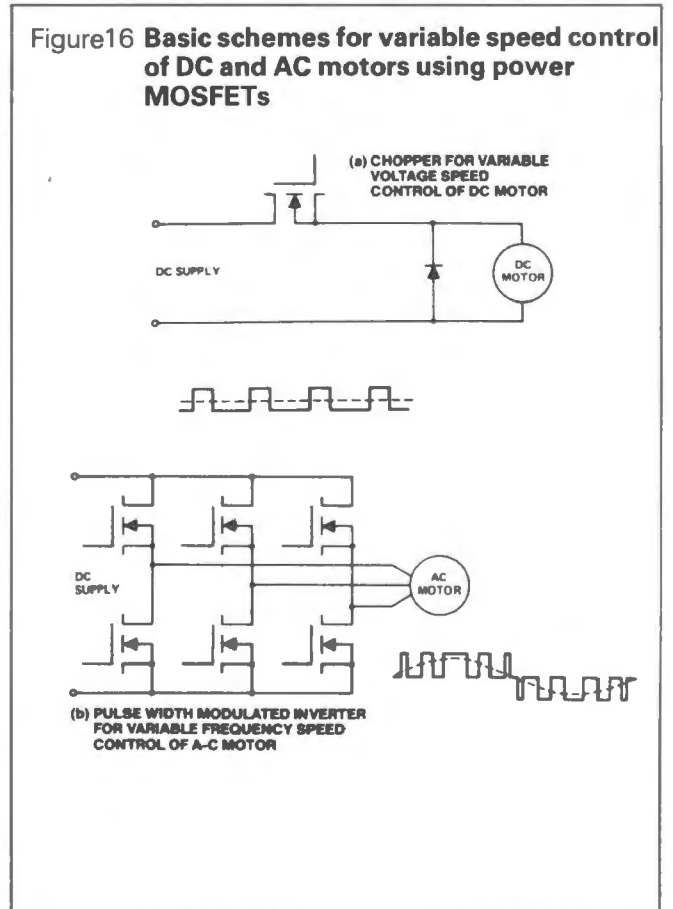 Figure16 Basic schemes for variable speed control
of DC and AC motors using power
MOSFETs
(a) CHOPPER FOR VARIABLE
VOLTAGE SPEED
CONTROL OF DC MOTOR
DC SUPPLY
DC
MOTOR
DC
SUPPLY
AC
MOTOR
(b) PULSE WIDTH MODULATED INVERTER
FOR VARIABLE FREQUENCY SPEED
CONTROL OF A-C MOTOR